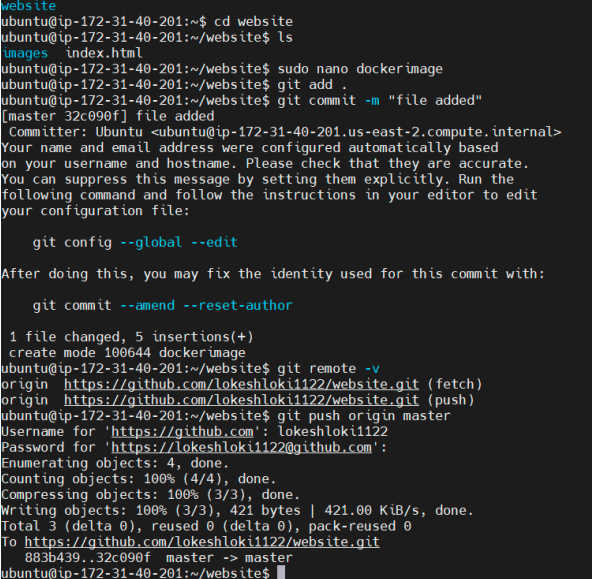 website
ubuntu@ip-172-31-40-201:~$ cd website
ubuntu@ip-172-31-40-201:~/website$ ls
images  index.html
ubuntu@ip-172-31-40-201:~/website$ sudo nano dockerimage
ubuntu@ip-172-31-40-201:~/website$ git add .
ubuntu@ip-172-31-40-201:~/website$ git commit -m "file added"
[master 32c090f] file added
 Committer: Ubuntu <ubuntu@ip-172-31-40-201.us-east-2.compute.internal>
Your name and email address were configured automatically based
on your username and hostname. Please check that they are accurate.
You can suppress this message by setting them explicitly. Run the
following command and follow the instructions in your editor to edit
your configuration file:
    git config --global --edit
After doing this, you may fix the identity used for this commit with:
    git commit --amend --reset-author
 1 file changed, 5 insertions(+)
 create mode 100644 dockerimage
ubuntu@ip-172-31-40-201:~/website$ git remote -v
origin  https://github.com/lokeshloki1122/website.git (fetch)
origin  https://github.com/lokeshloki1122/website.git (push)
ubuntu@ip-172-31-40-201:~/website$ git push origin master
Username for 'https://github.com': lokeshloki1122
Password for 'https://lokeshloki1122@github.com':
Enumerating objects: 4, done.
Counting objects: 100% (4/4), done.
Compressing objects: 100% (3/3), done.
Writing objects: 100% (3/3), 421 bytes | 421.00 KiB/s, done.
Total 3 (delta 0), reused 0 (delta 0), pack-reused 0
To https://github.com/lokeshloki1122/website.git
   883b439..32c090f  master -> master
ubuntu@ip-172-31-40-201:~/website$